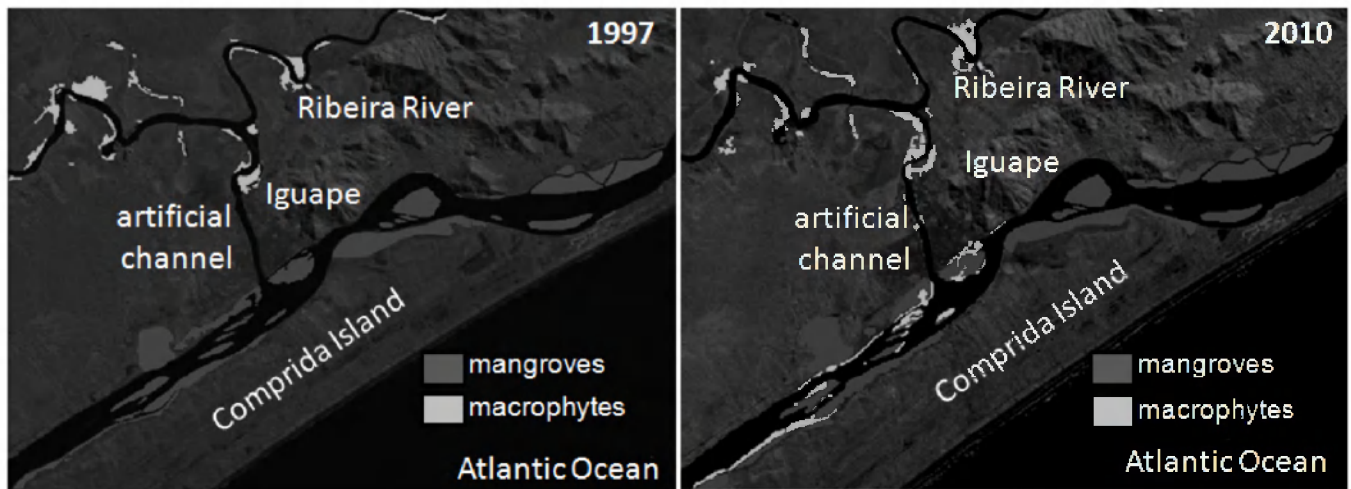 1997
Ribeira River
Iguape
artificial
channel
Comprida Island
mangroves
macrophytes
Atlantic Ocean
2010
Ribeira River
Iguape
artificial
channel
Comprida Island
mangroves
macrophytes
Atlantic Ocean